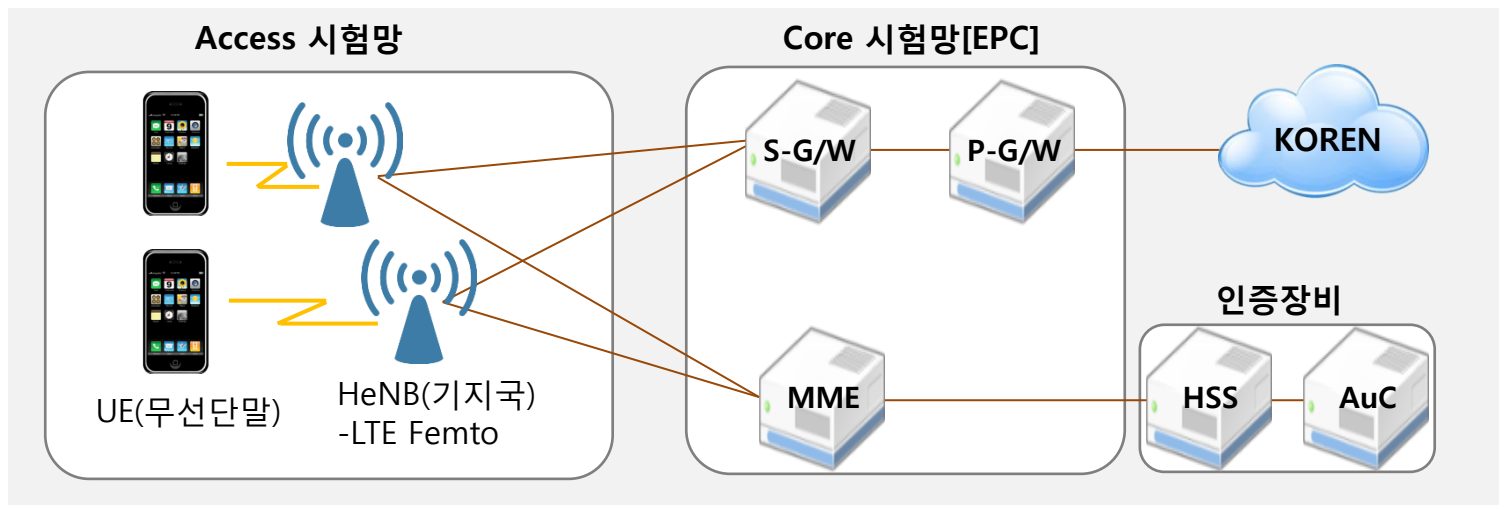 Access 시험망
Core 시험망[EPC]
S-G/W
P-G/W
KOREN
인증장비
MME
HSS
AuC
UE(무선단말)
HeNB(기지국)
-LTE Femto